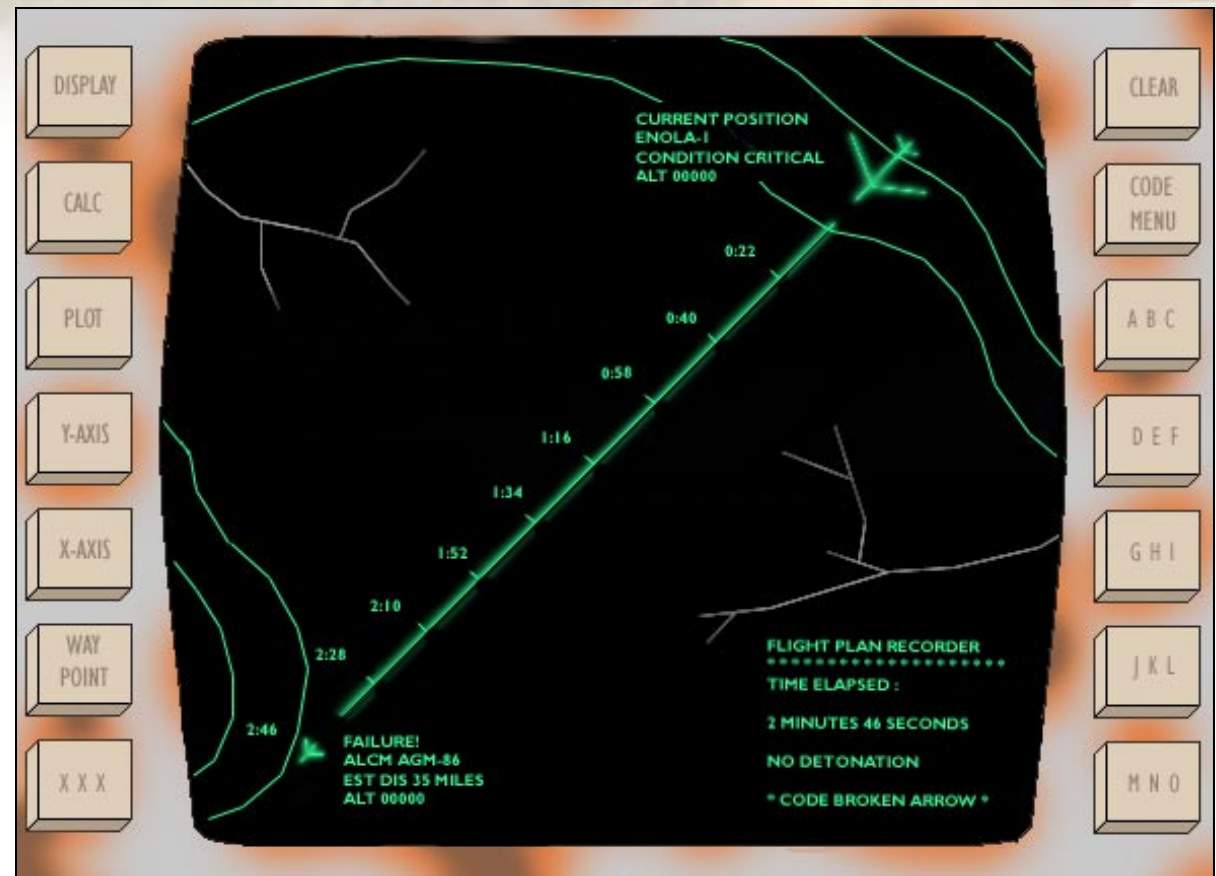 DISPLAY
CALC
PLOT
Y-AXIS
X-AXIS
WAY
POINT
X X X
CURRENT POSITION
ENOLA-1
CONDITION CRITICAL
ALT 00000
0:22
0:40
0:58
1:16
1:34
1:52
2:10
2:28
2:46
FAILURE!
ALCM AGM-86
EST DIS 35 MILES
ALT 00000
FLIGHT PLAN RECORDER
* * * * * * * * * * * * * * * * * * * *
TIME ELAPSED :
2 MINUTES 46 SECONDS
NO DETONATION
* CODE BROKEN ARROW *
CLEAR
CODE
MENU
A B C
D E F
G H I
J K L
M N O